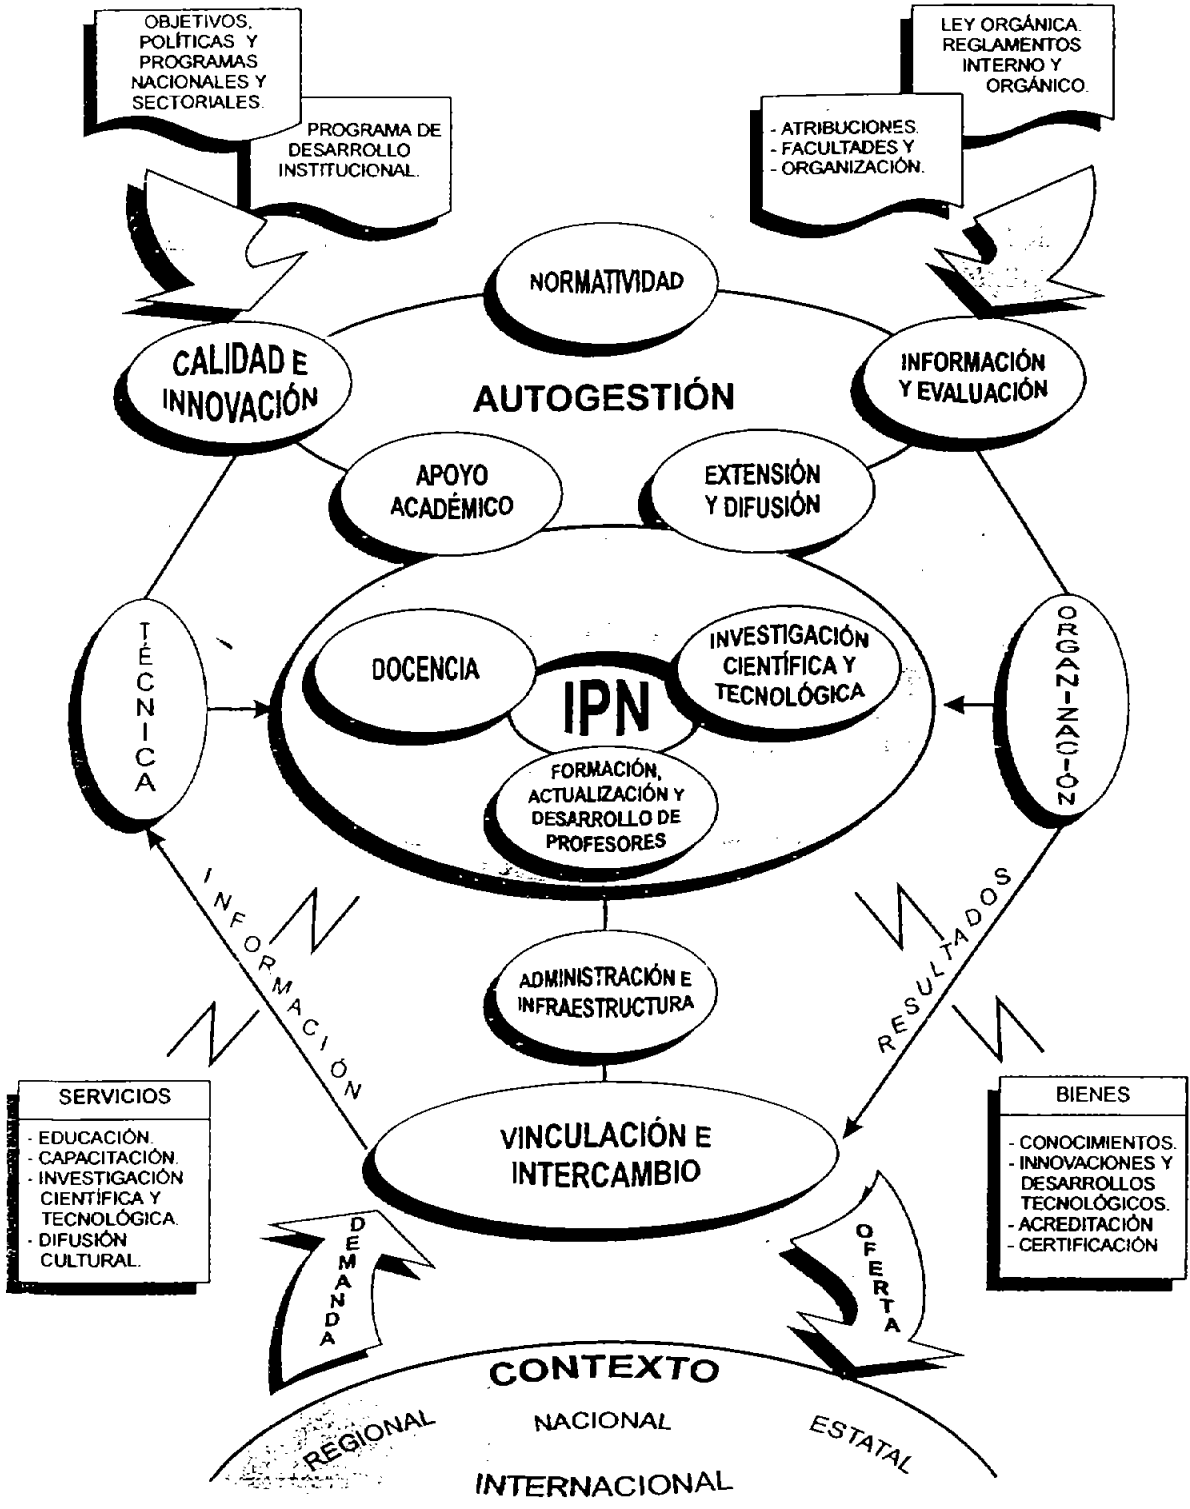 OBJETIVOS,
POLÍTICAS Y
PROGRAMAS
NACIONALES Y
SECTORIALES.
PROGRAMA DE
DESARROLLO
INSTITUCIONAL.
LEY ORGÁNICA.
REGLAMENTOS
INTERNO Y
ORGÁNICO.
- ATRIBUCIONES.
- FACULTADES Y
- ORGANIZACIÓN.
NORMATIVIDAD
CALIDAD E
INNOVACIÓN
INFORMACIÓN
Y EVALUACIÓN
AUTOGESTIÓN
APOYO
ACADÉMICO
EXTENSIÓN
Y DIFUSIÓN
TÉCNICA
ORGANIZACIÓN
DOCENCIA
INVESTIGACIÓN
CIENTÍFICA Y
TECNOLÓGICA
IPN
FORMACIÓN,
ACTUALIZACIÓN Y
DESARROLLO DE
PROFESORES
INFORMACIÓN
RESULTADOS
ADMINISTRACIÓN E
INFRAESTRUCTURA
SERVICIOS
- EDUCACIÓN.
- CAPACITACIÓN.
- INVESTIGACIÓN
CIENTÍFICA Y
TECNOLÓGICA.
- DIFUSIÓN
CULTURAL.
VINCULACIÓN E
INTERCAMBIO
BIENES
- CONOCIMIENTOS.
- INNOVACIONES Y
DESARROLLOS
TECNOLÓGICOS.
- ACREDITACIÓN
- CERTIFICACIÓN
DEMANDA
OFERTA
CONTEXTO
REGIONAL
NACIONAL
ESTATAL
INTERNACIONAL